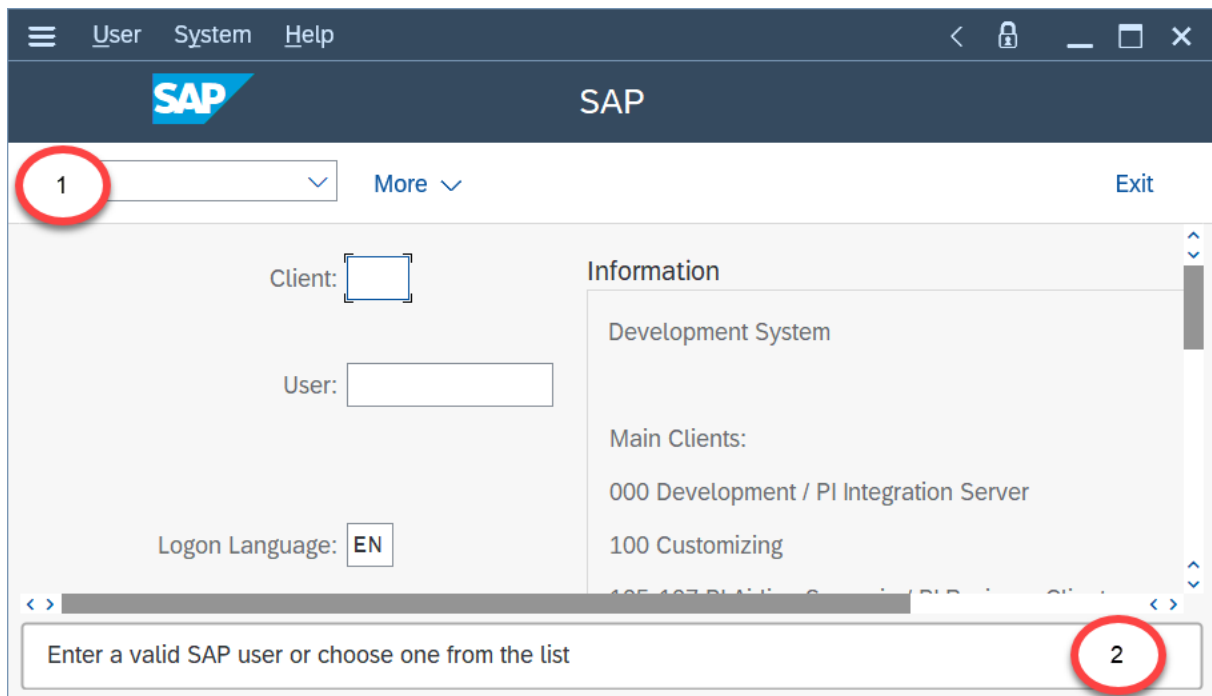 User System Help
SAP SAP
1 More Exit
Client:
Information
Development System
User:
Main Clients:
000 Development / PI Integration Server
Logon Language: EN
100 Customizing
Enter a valid SAP user or choose one from the list
2